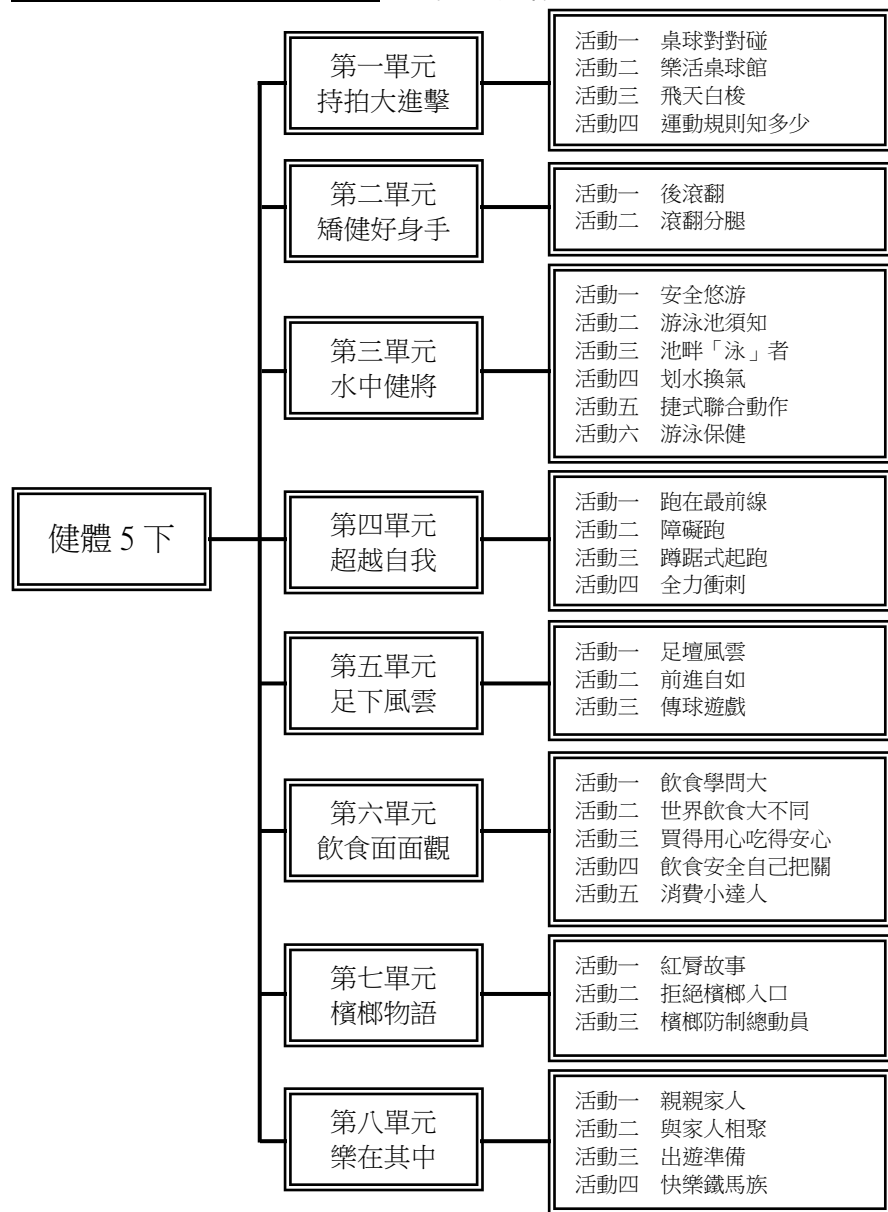 健體 5 下
第一單元
持拍大進擊
活動一 桌球對對碰
活動二 樂活桌球館
活動三 飛天白梭
活動四 運動規則知多少
第二單元
矯健好身手
活動一 後滾翻
活動二 滾翻分腿
第三單元
水中健將
活動一 安全悠游
活動二 游泳池須知
活動三 池畔「泳」者
活動四 划水換氣
活動五 捷式聯合動作
活動六 游泳保健
第四單元
超越自我
活動一 跑在最前線
活動二 障礙跑
活動三 蹲踞式起跑
活動四 全力衝刺
第五單元
足下風雲
活動一 足壇風雲
活動二 前進自如
活動三 傳球遊戲
第六單元
飲食面面觀
活動一 飲食學問大
活動二 世界飲食大不同
活動三 買得用心吃得安心
活動四 飲食安全自己把關
活動五 消費小達人
第七單元
檳榔物語
活動一 紅脣故事
活動二 拒絕檳榔入口
活動三 檳榔防制總動員
第八單元
樂在其中
活動一 親親家人
活動二 與家人相聚
活動三 出遊準備
活動四 快樂鐵馬族